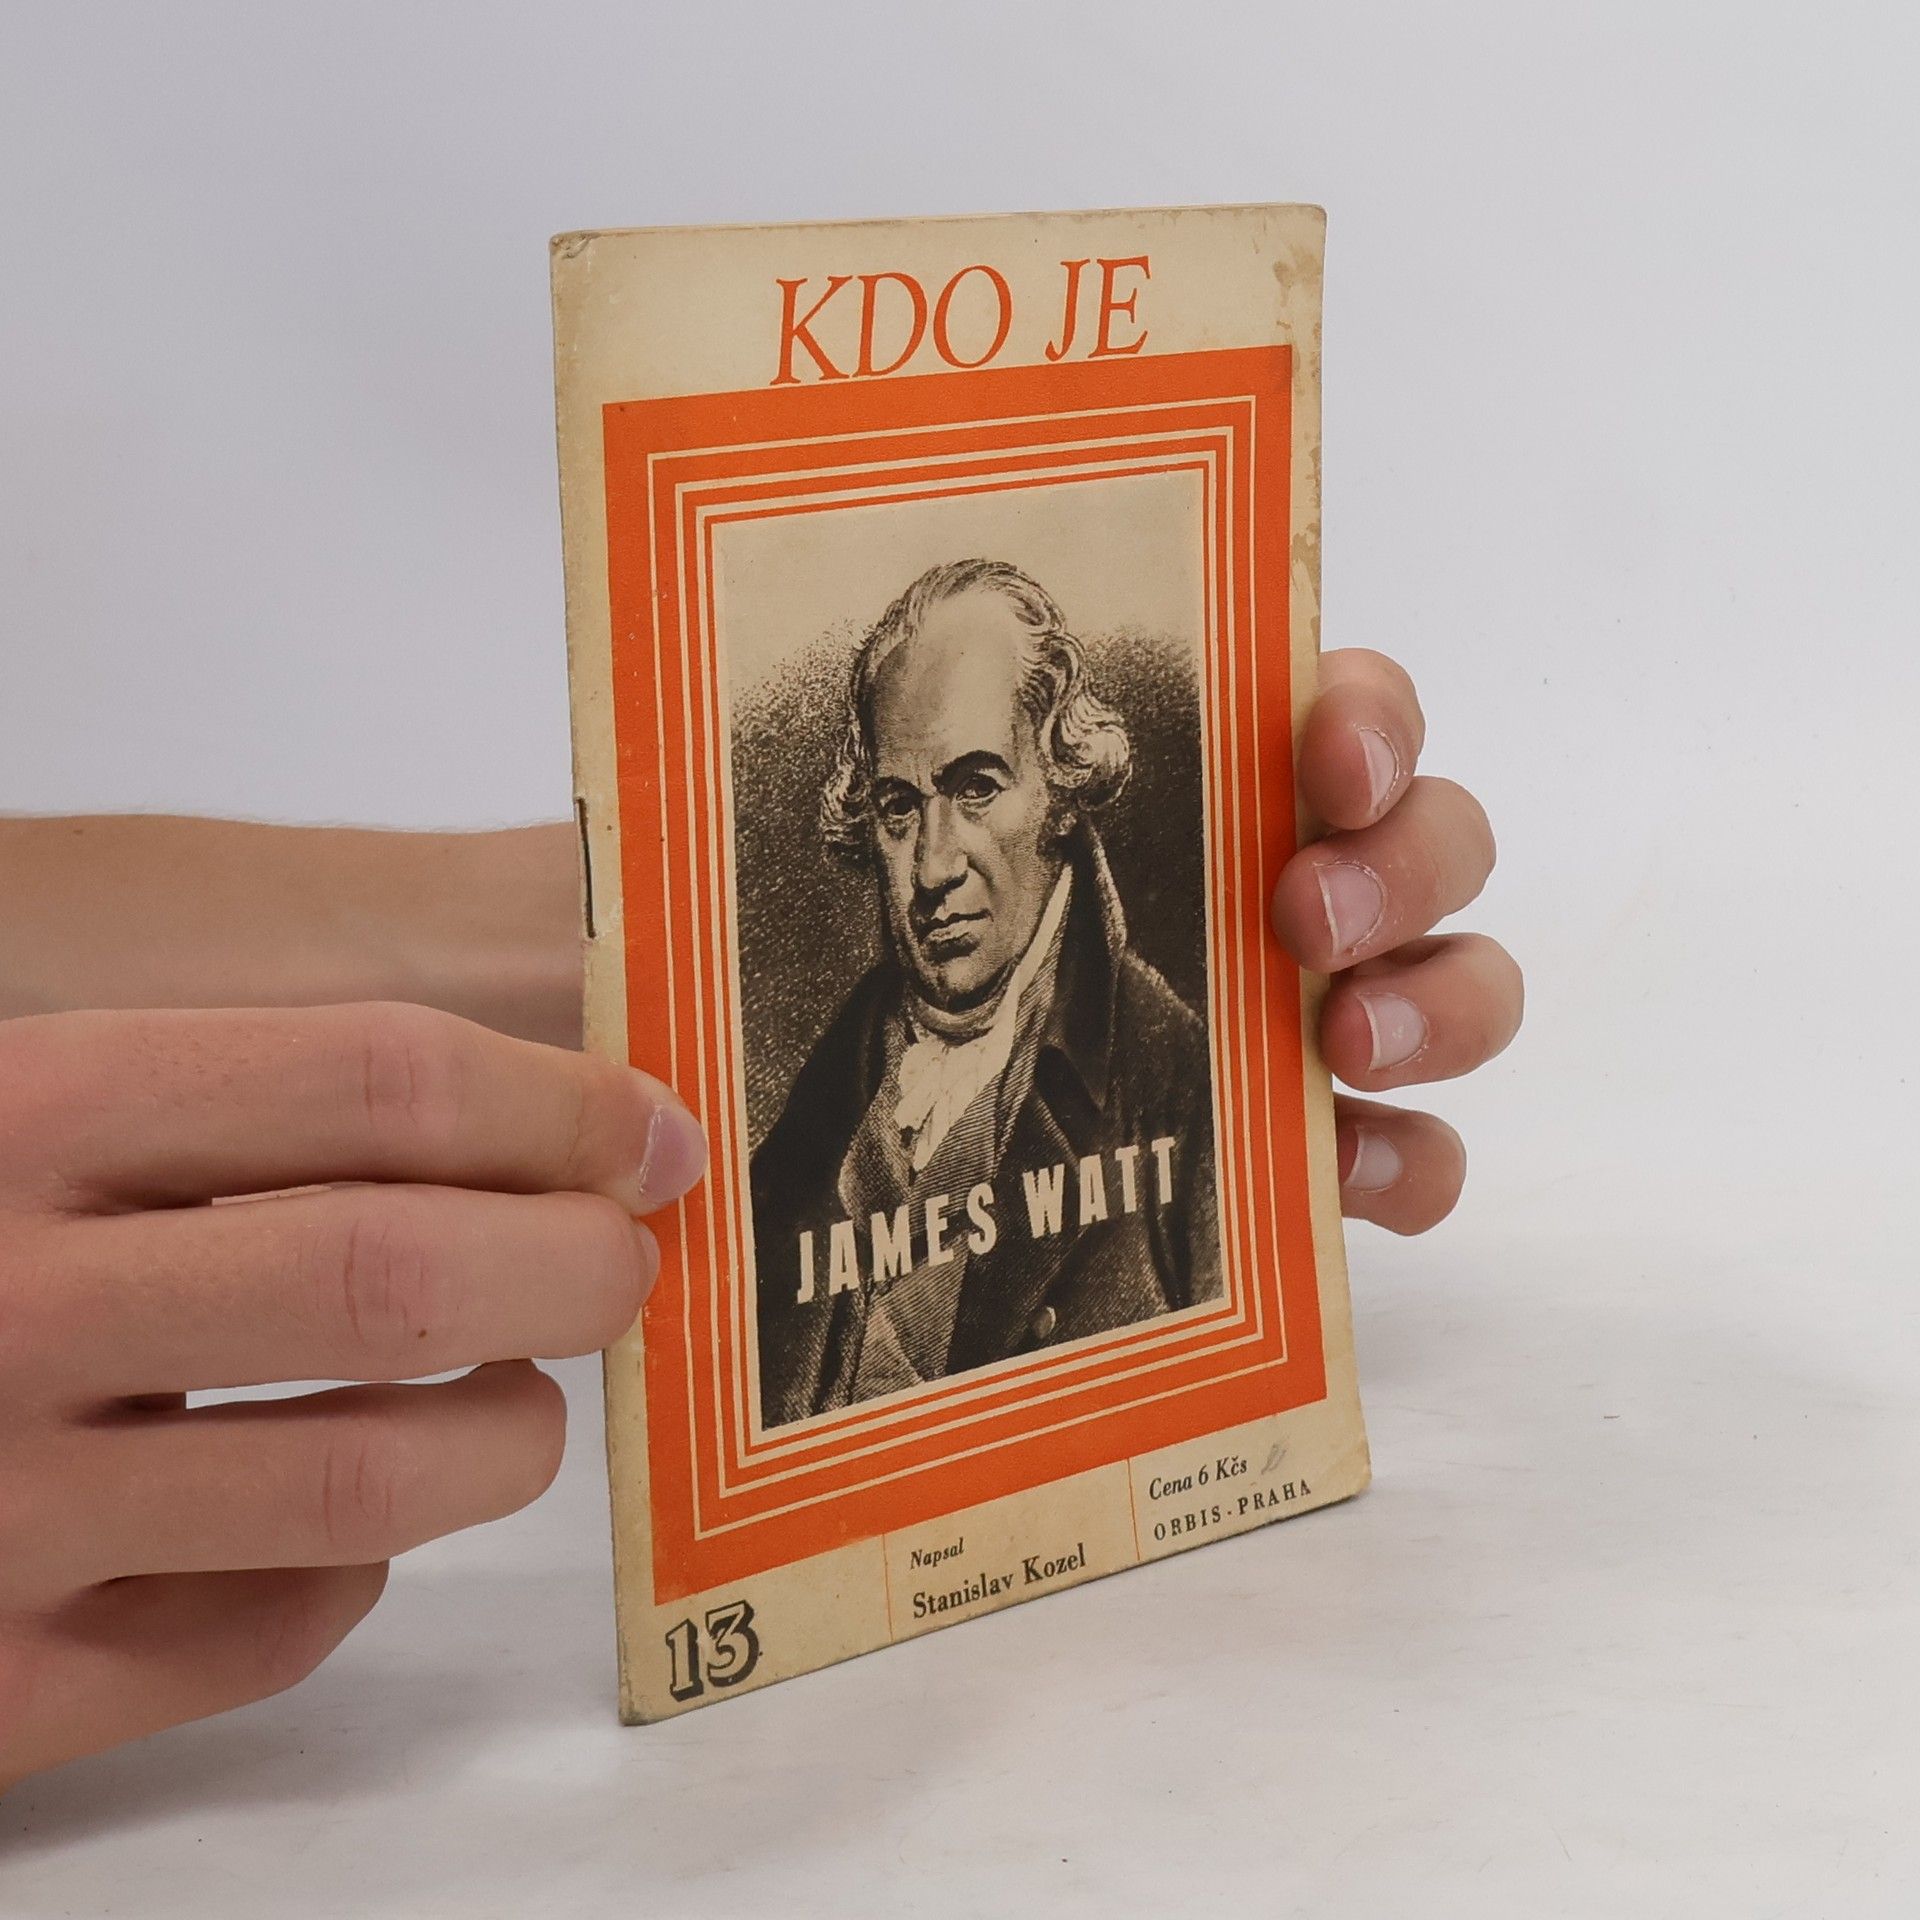 KDO JE
JAMES WATT
13
Napsal
Stanislav Kozel
Cena 6 Kčs
ORBIS - PRAHA